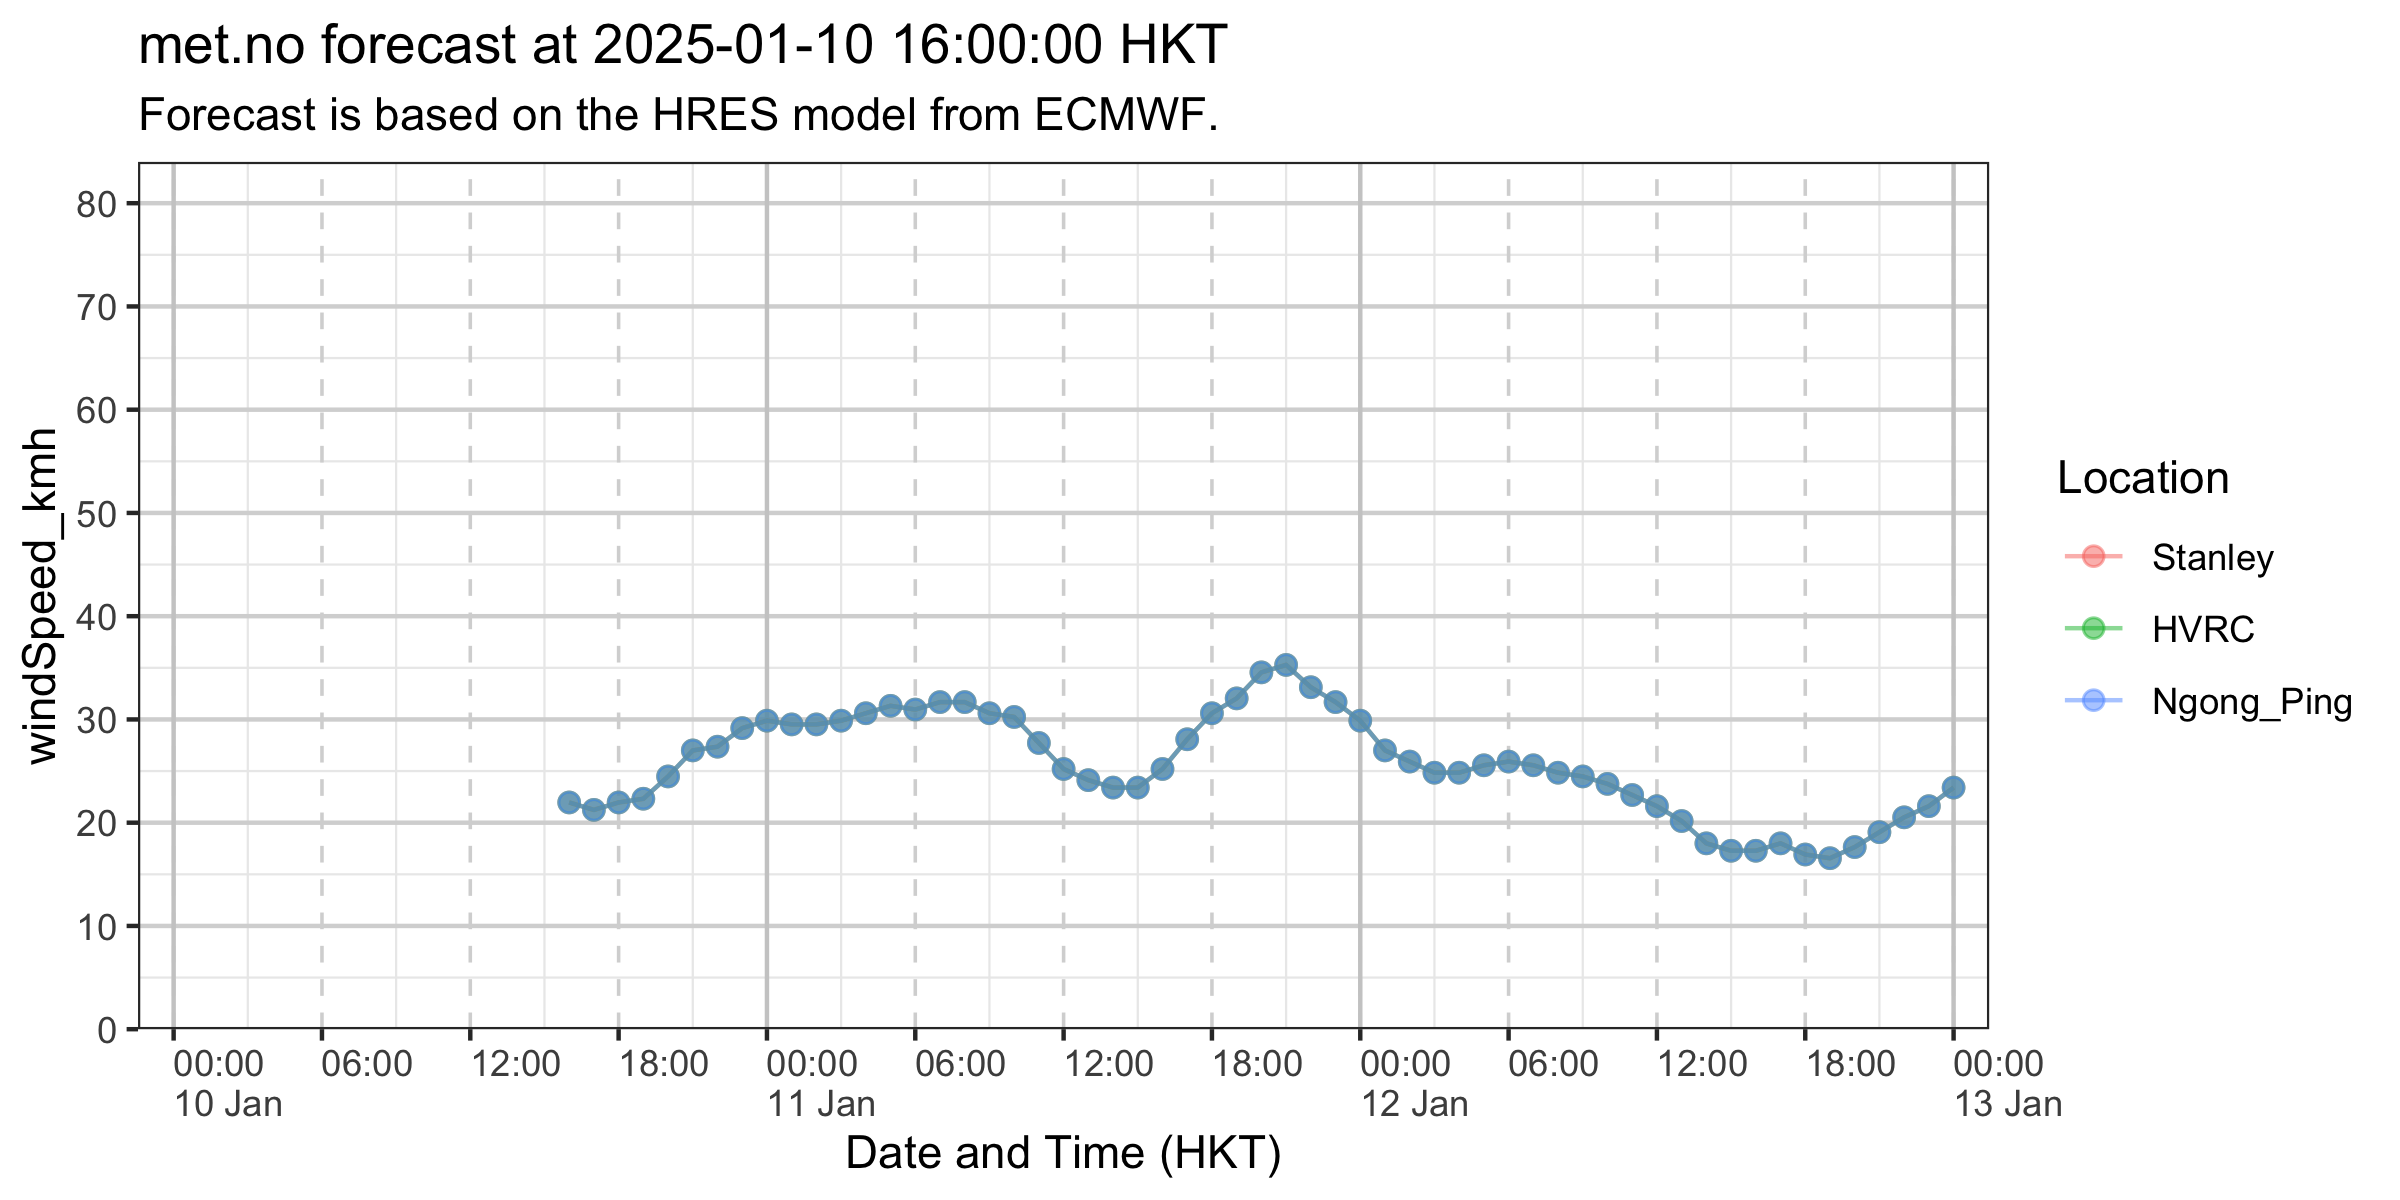 met.no forecast at 2025-01-10 16:00:00 HKT
Forecast is based on the HRES model from ECMWF.
windSpeed_kmh
80
70
60
50
40
30
20
10
0
00:00 06:00 12:00 18:00 00:00 06:00 12:00 18:00 00:00 06:00 12:00 18:00 00:00
10 Jan 11 Jan 12 Jan 13 Jan
Date and Time (HKT)
Location
Stanley
HVRC
Ngong_Ping